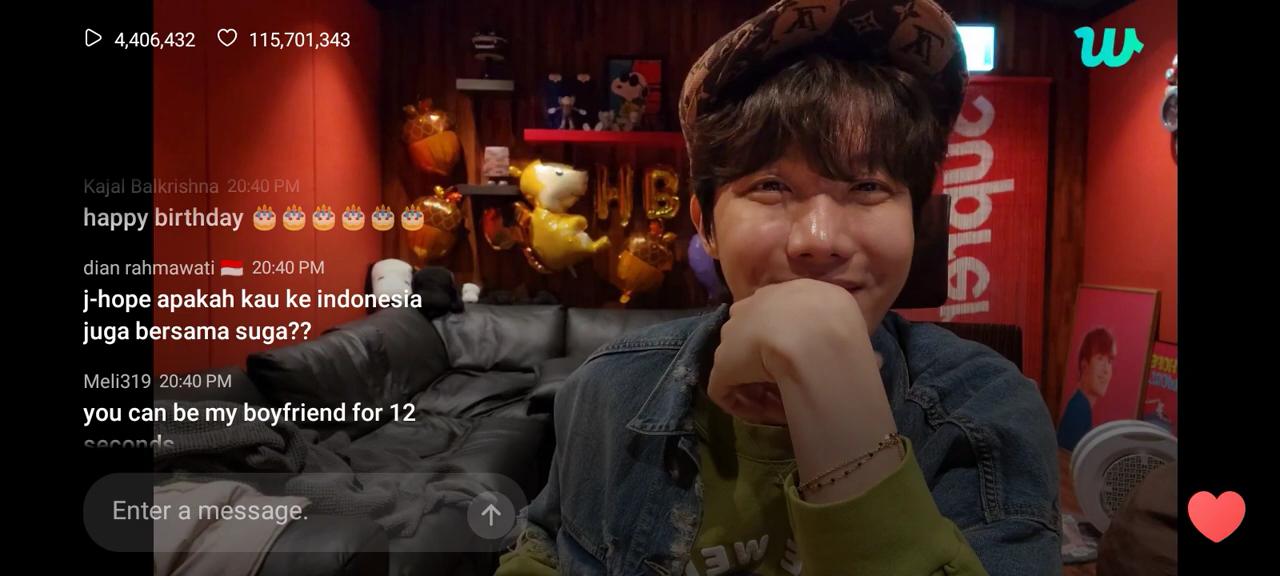 4,406,432 115,701,343
Kajal Balkrishna 20:40 PM
happy birthday 🎂🎂🎂🎂🎂🎂
dian rahmawati 🇮🇩 20:40 PM
j-hope apakah kau ke indonesia
juga bersama suga??
Meli319 20:40 PM
you can be my boyfriend for 12
seconds
Enter a message.
HB
W